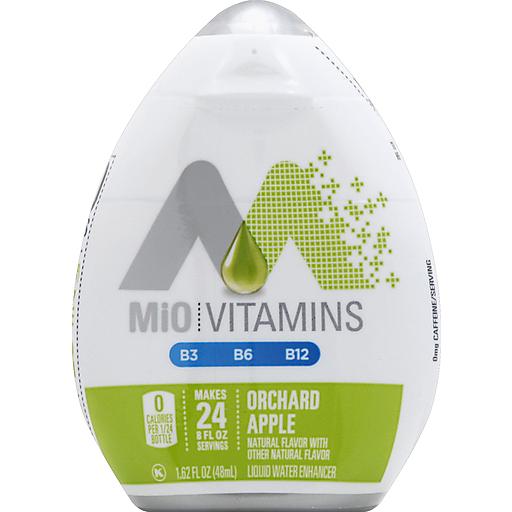 MiO VITAMINS
B3 B6 B12
0
CALORIES
PER 1/24
BOTTLE
MAKES
24
8 FL OZ
SERVINGS
ORCHARD
APPLE
NATURAL FLAVOR WITH
OTHER NATURAL FLAVOR
K
1.62 FL OZ (48mL)
LIQUID WATER ENHANCER
0mg CAFFEINE/SERVING